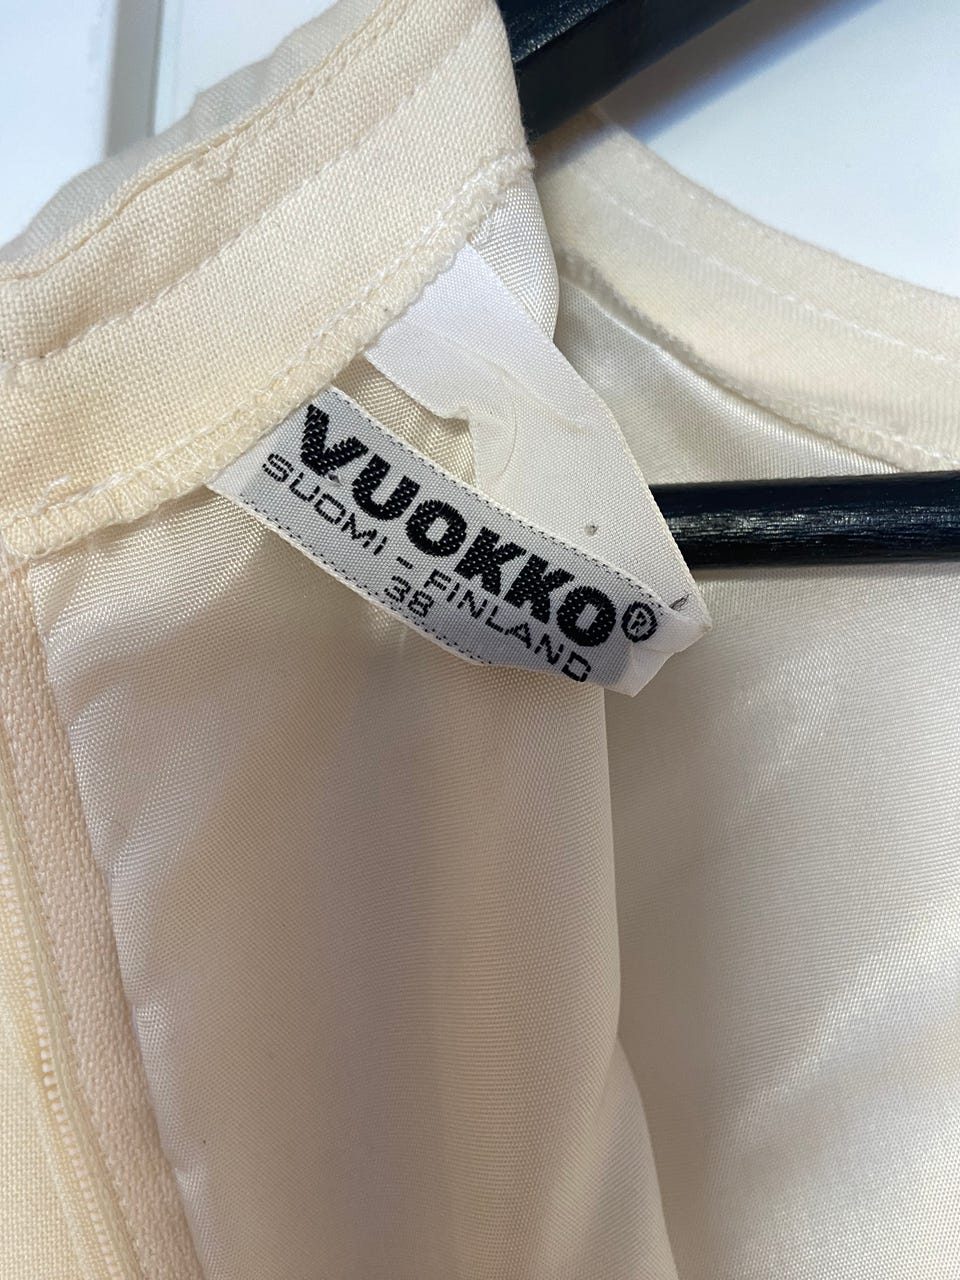 VUOKKO®
SUOMI - FINLAND
38